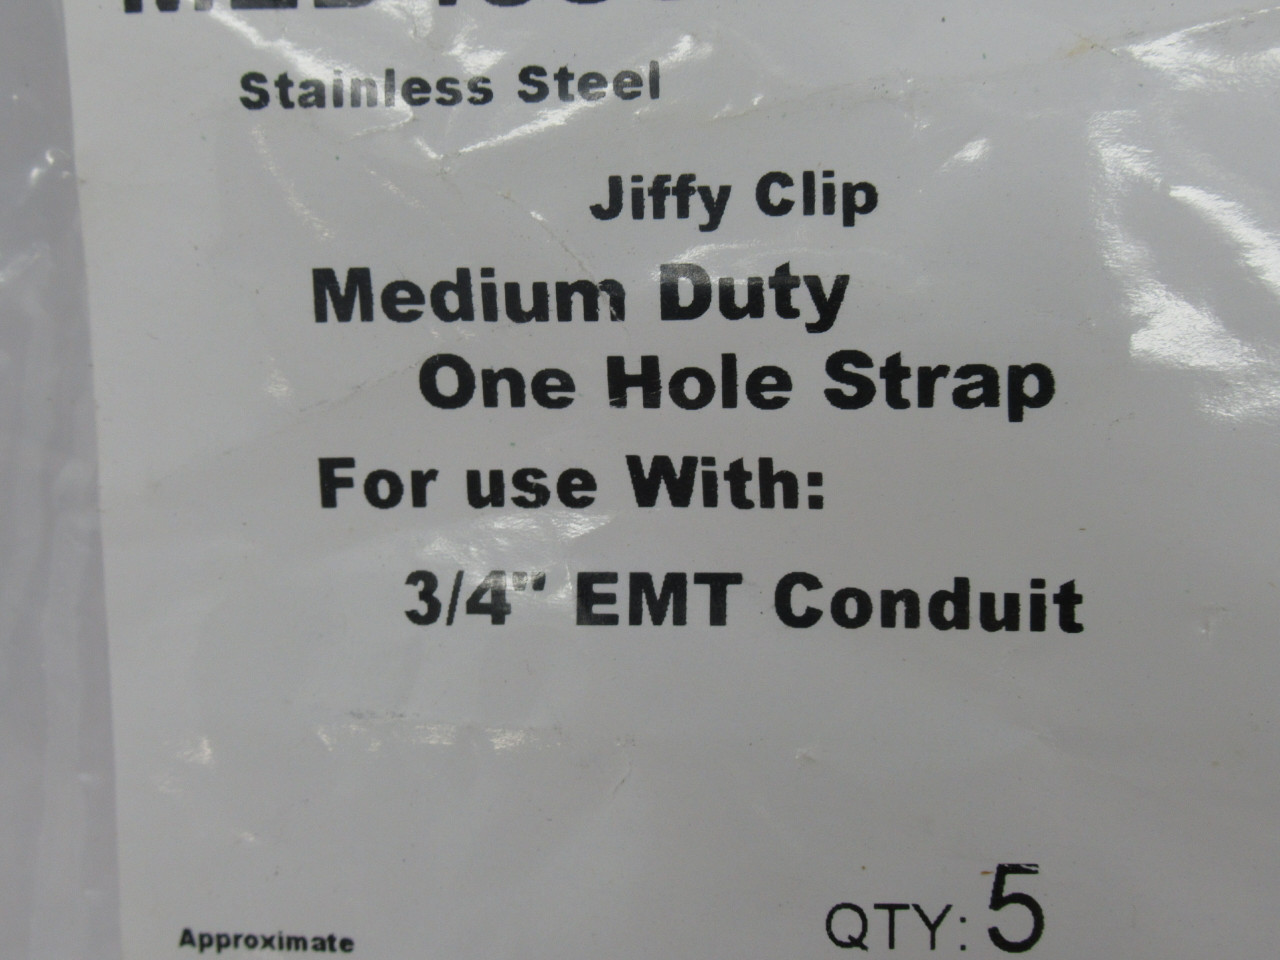 Stainless Steel
Jiffy Clip
Medium Duty
One Hole Strap
For use With:
3/4" EMT Conduit
QTY: 5
Approximate